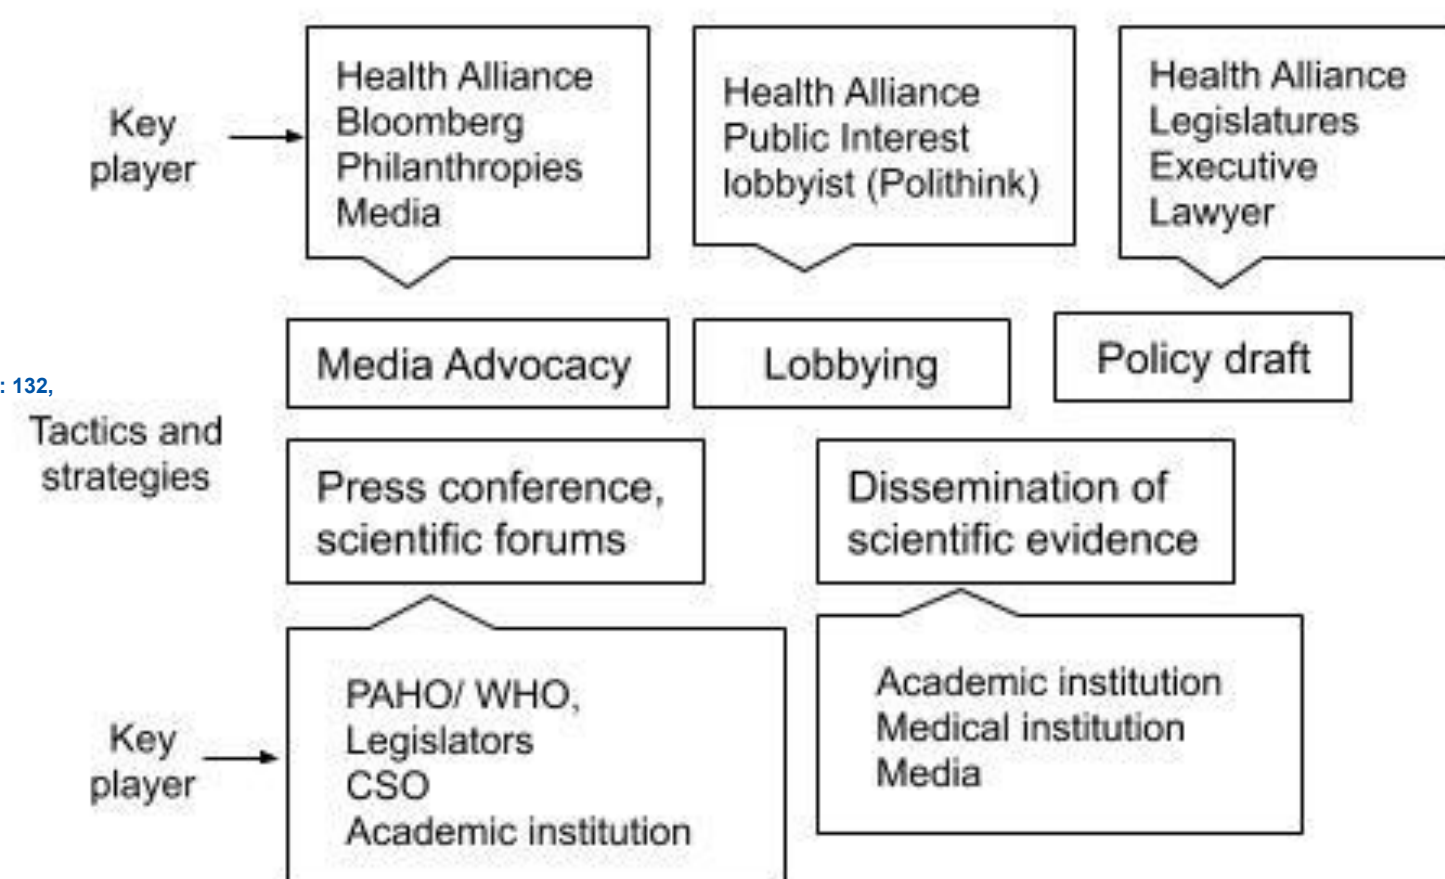 Key
player
Health Alliance
Bloomberg
Philanthropies
Media
Health Alliance
Public Interest
lobbyist (Polithink)
Health Alliance
Legislatures
Executive
Lawyer
: 132,
Tactics and
strategies
Media Advocacy
Lobbying
Policy draft
Press conference,
scientific forums
Dissemination of
scientific evidence
Key
player
PAHO/ WHO,
Legislators
CSO
Academic institution
Academic institution
Medical institution
Media